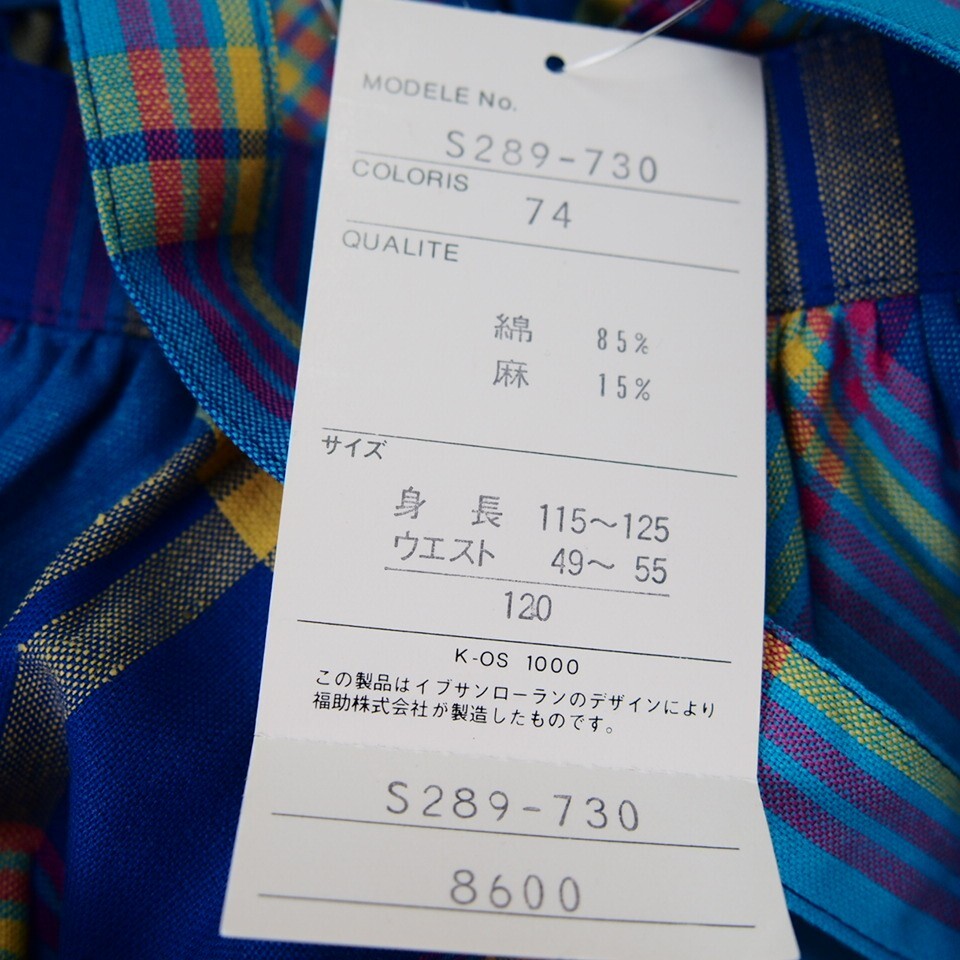 MODELE No.
S289-730
COLORIS
74
QUALITE
綿 85%
麻 15%
サイズ
身 長 115〜125
ウエスト 49〜 55
120
K-OS 1000
この製品はイブサンローランのデザインにより
福助株式会社が製造したものです。
S289-730
8600